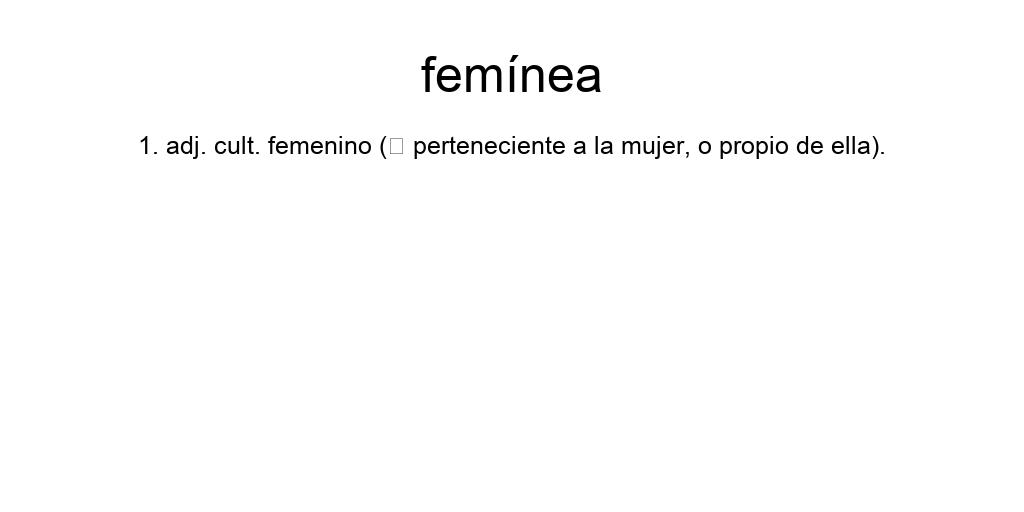 femínea
1. adj. cult. femenino (□ perteneciente a la mujer, o propio de ella).